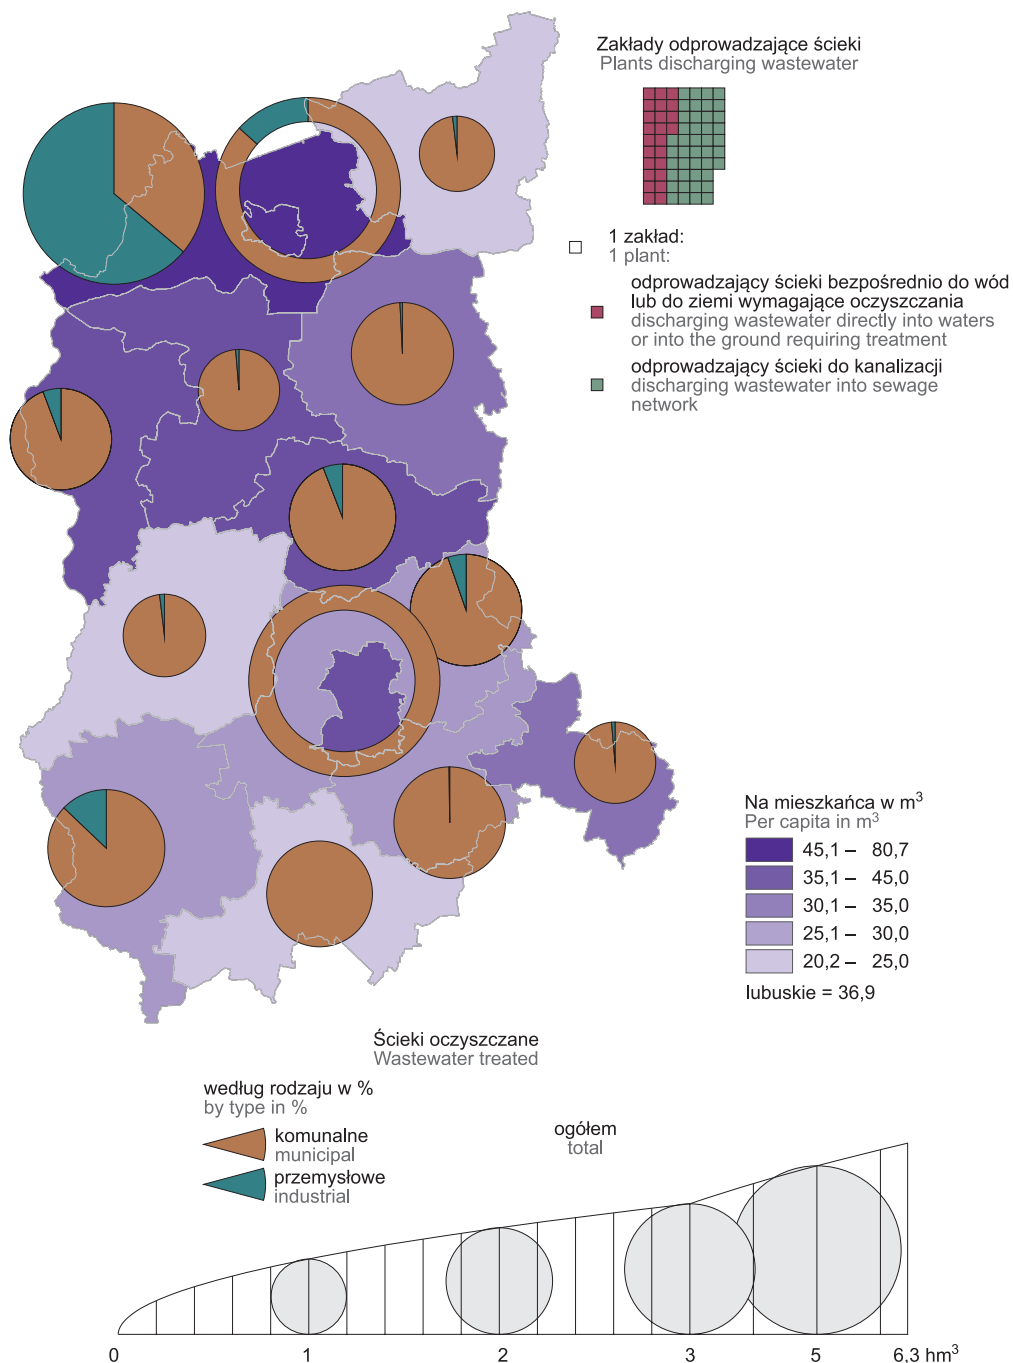 Zakłady odprowadzające ścieki
Plants discharging wastewater
1 zakład:
1 plant:
odprowadzający ścieki bezpośrednio do wód
lub do ziemi wymagające oczyszczania
discharging wastewater directly into waters
or into the ground requiring treatment
odprowadzający ścieki do kanalizacji
discharging wastewater into sewage
network
Na mieszkańca w m³
Per capita in m³
45,1 – 80,7
35,1 – 45,0
30,1 – 35,0
25,1 – 30,0
20,2 – 25,0
lubuskie = 36,9
Ścieki oczyszczane
Wastewater treated
według rodzaju w %
by type in %
komunalne
municipal
przemysłowe
industrial
ogółem
total
0 1 2 3 5 6,3 hm³